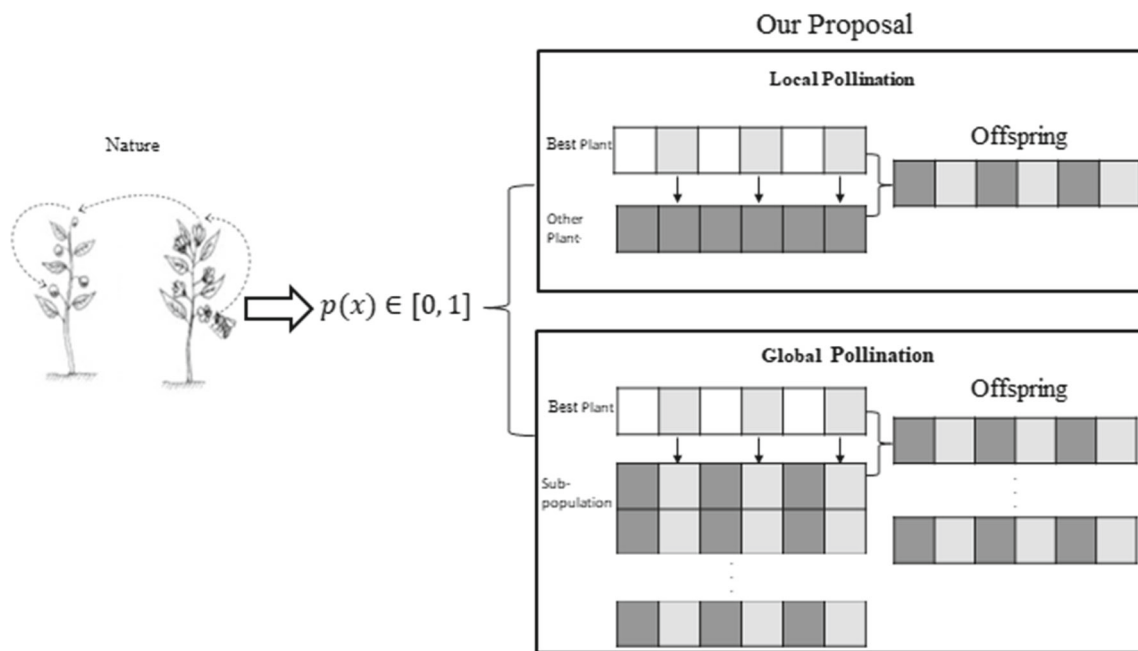 Our Proposal
Nature
Local Pollination
Best Plant
Offspring
Other
Plant·
p(x) ∈ [0, 1]
Global Pollination
Best Plant
Offspring
Sub-
population